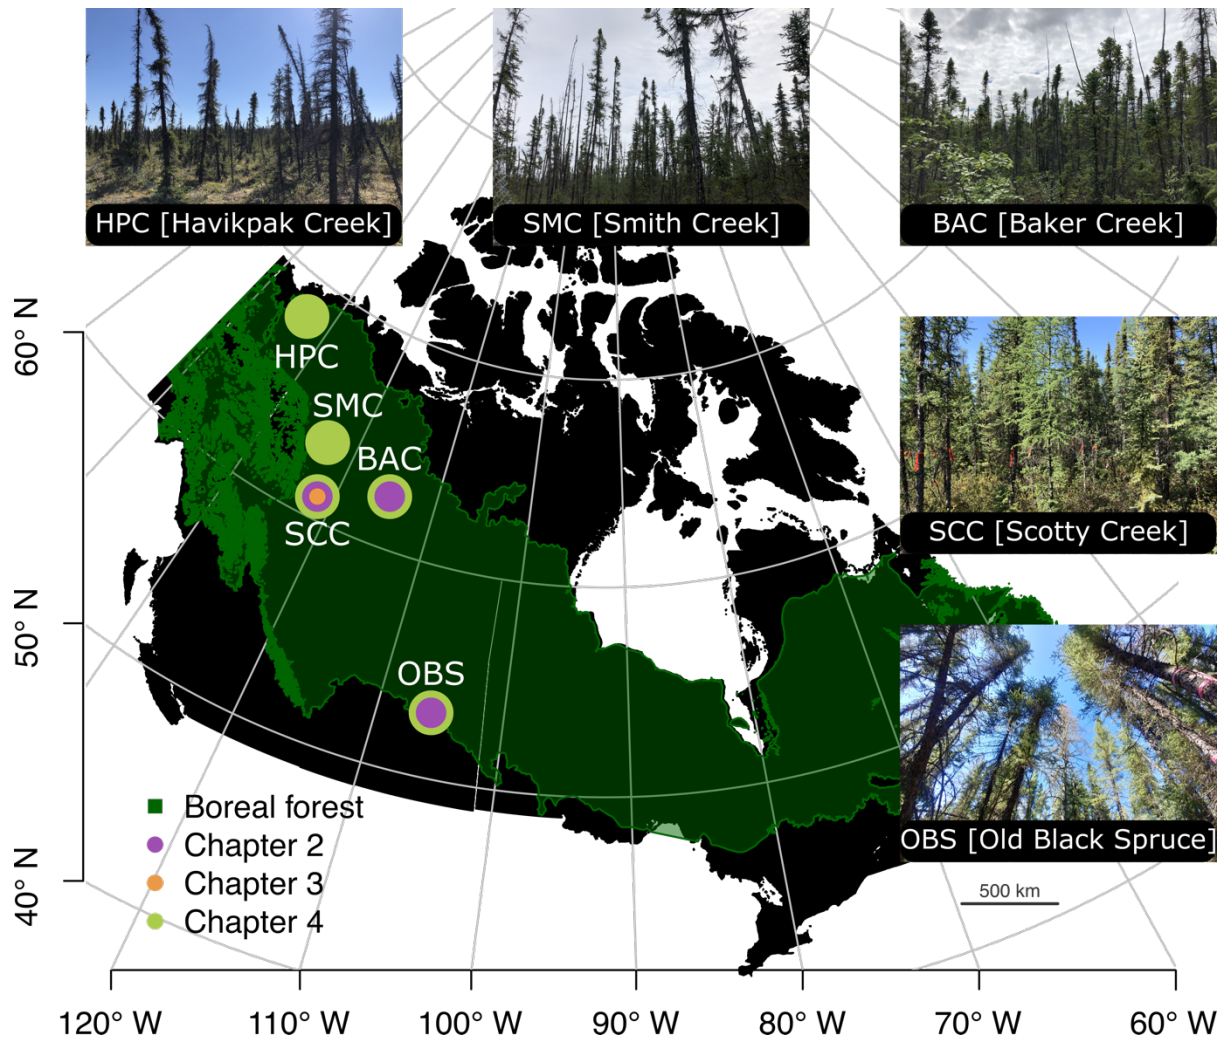 HPC [Havikpak Creek]
SMC [Smith Creek]
BAC [Baker Creek]
60° N
HPC
SMC
BAC
SCC
SCC [Scotty Creek]
50° N
OBS
OBS [Old Black Spruce]
Boreal forest
Chapter 2
Chapter 3
Chapter 4
40° N
500 km
120° W 110° W 100° W 90° W 80° W 70° W 60° W